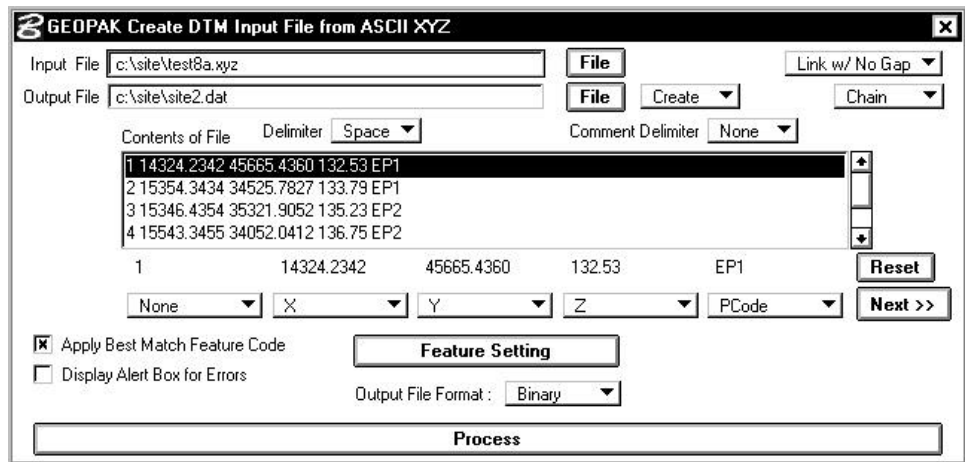 GEOPAK Create DTM Input File from ASCII XYZ
Input File c:\site\test8a.xyz File Link w/ No Gap
Output File c:\site\site2.dat File Create Chain
Contents of File Delimiter Space Comment Delimiter None
1 14324.2342 45665.4360 132.53 EP1
2 15354.3434 34525.7827 133.79 EP1
3 15346.4354 35321.9052 135.23 EP2
4 15543.3455 34052.0412 136.75 EP2
1 14324.2342 45665.4360 132.53 EP1 Reset
None X Y Z PCode Next >>
Apply Best Match Feature Code Feature Setting
Display Alert Box for Errors
Output File Format : Binary
Process